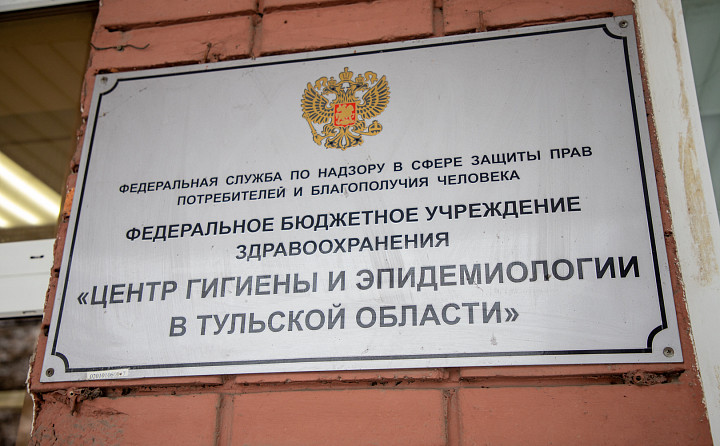 ФЕДЕРАЛЬНАЯ СЛУЖБА ПО НАДЗОРУ В СФЕРЕ ЗАЩИТЫ ПРАВ
ПОТРЕБИТЕЛЕЙ И БЛАГОПОЛУЧИЯ ЧЕЛОВЕКА
ФЕДЕРАЛЬНОЕ БЮДЖЕТНОЕ УЧРЕЖДЕНИЕ
ЗДРАВООХРАНЕНИЯ
«ЦЕНТР ГИГИЕНЫ И ЭПИДЕМИОЛОГИИ
В ТУЛЬСКОЙ ОБЛАСТИ»